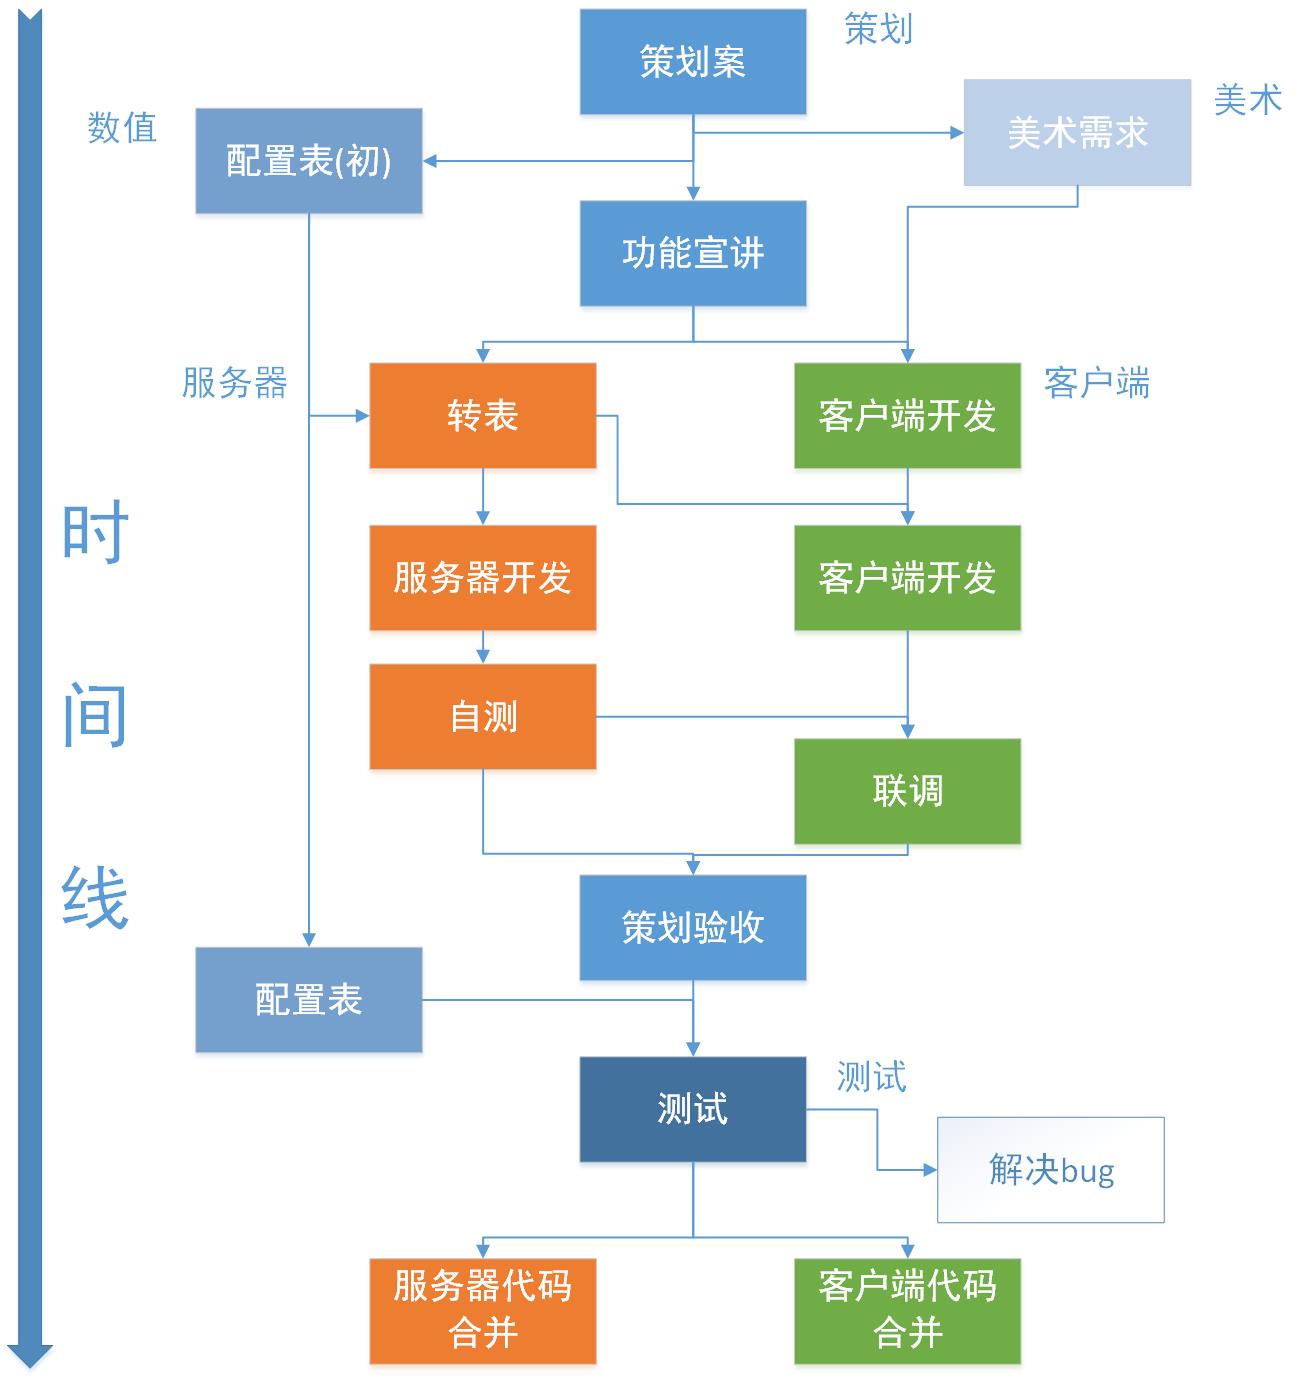 策划案
策划
美术需求
美术
数值
配置表(初)
功能宣讲
服务器
转表
客户端开发
客户端
时
间
线
服务器开发
客户端开发
自测
联调
策划验收
配置表
测试
测试
解决bug
服务器代码
合并
客户端代码
合并